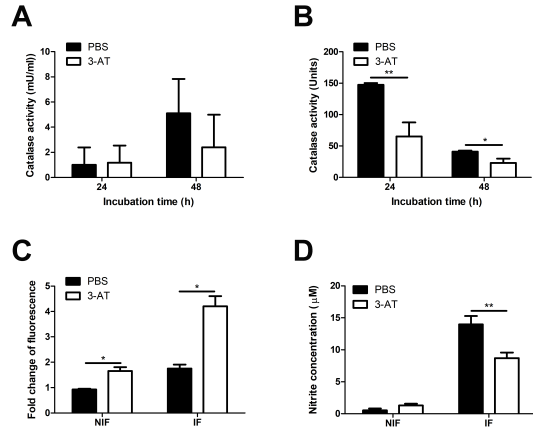 A
PBS
3-AT
Catalase activity (mU/ml))
10
8
6
4
2
0
24
48
Incubation time (h)
B
PBS
3-AT
Catalase activity (Units)
200
150
100
50
0
**
*
24
48
Incubation time (h)
C
PBS
3-AT
Fold change of fluorescence
5
4
3
2
1
0
*
*
NIF
IF
D
PBS
3-AT
Nitrite concentration (μM)
20
15
10
5
0
**
NIF
IF